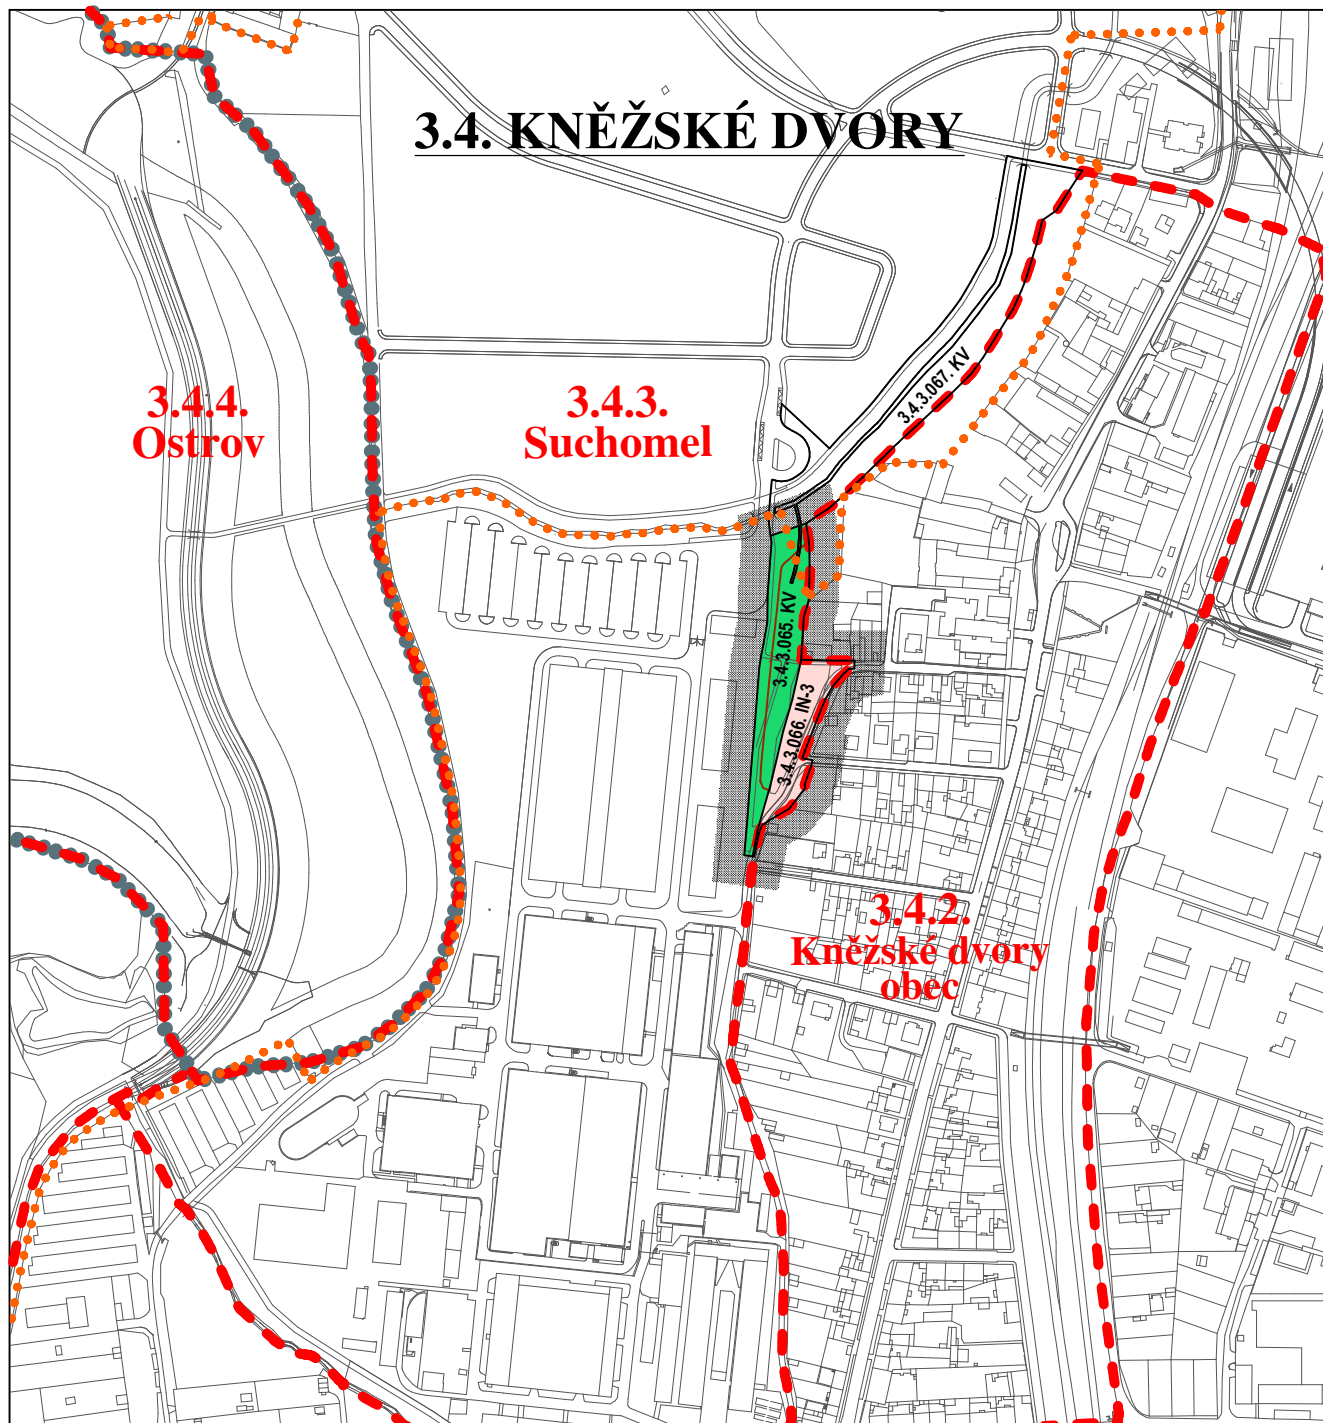 3.4. KNĚŽSKÉ DVORY
3.4.4.
Ostrov
3.4.3.
Suchomel
3.4.3.067. KV
3.4.3.065. KV
3.4.3.066. IN-3
3.4.2.
Kněžské dvory
obec